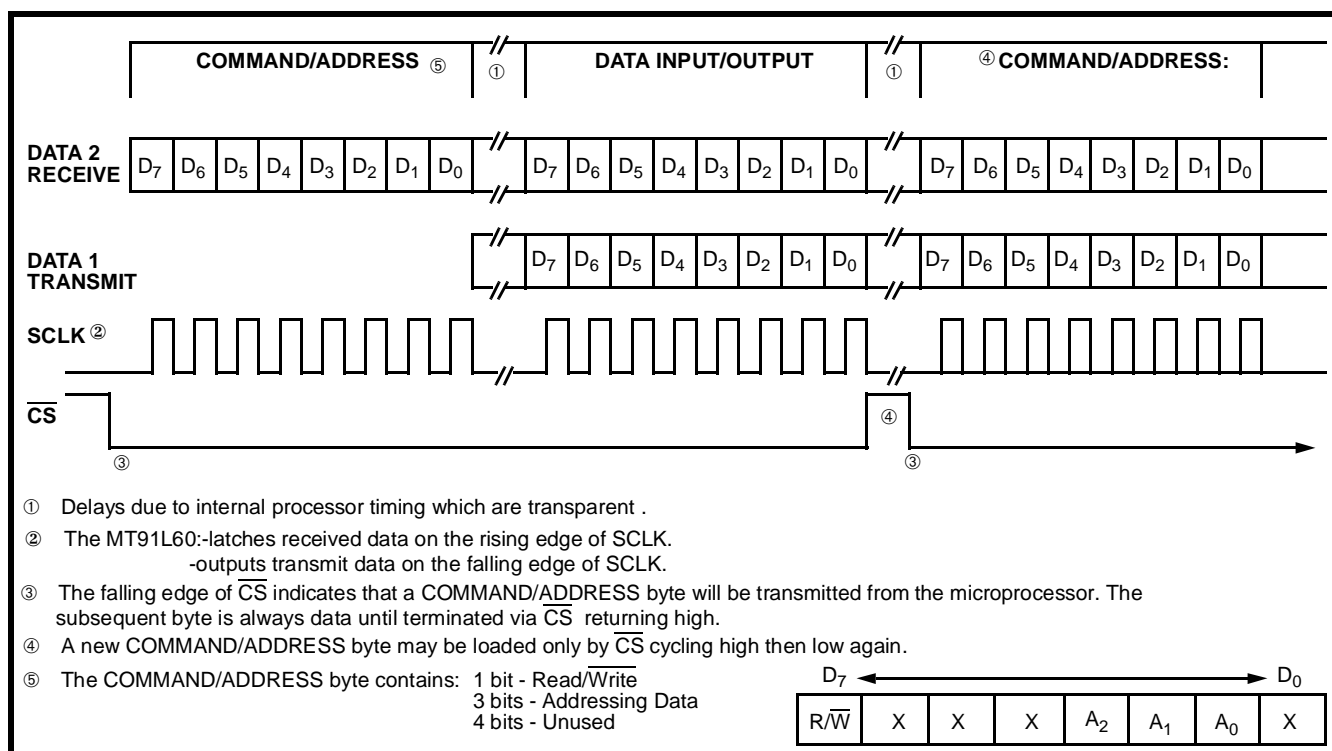 COMMAND/ADDRESS ⑤ ① DATA INPUT/OUTPUT ① ④ COMMAND/ADDRESS:
DATA 2
RECEIVE
D7 D6 D5 D4 D3 D2 D1 D0 D7 D6 D5 D4 D3 D2 D1 D0 D7 D6 D5 D4 D3 D2 D1 D0
DATA 1
TRANSMIT
D7 D6 D5 D4 D3 D2 D1 D0 D7 D6 D5 D4 D3 D2 D1 D0
SCLK ②
C̅S̅ ④
③ ③
① Delays due to internal processor timing which are transparent .
② The MT91L60:-latches received data on the rising edge of SCLK.
-outputs transmit data on the falling edge of SCLK.
③ The falling edge of C̅S̅ indicates that a COMMAND/ADDRESS byte will be transmitted from the microprocessor. The
subsequent byte is always data until terminated via C̅S̅ returning high.
④ A new COMMAND/ADDRESS byte may be loaded only by C̅S̅ cycling high then low again.
⑤ The COMMAND/ADDRESS byte contains: 1 bit - Read/W̅r̅i̅t̅e̅
3 bits - Addressing Data
4 bits - Unused
D7 D0
R/W̅ X X X A2 A1 A0 X